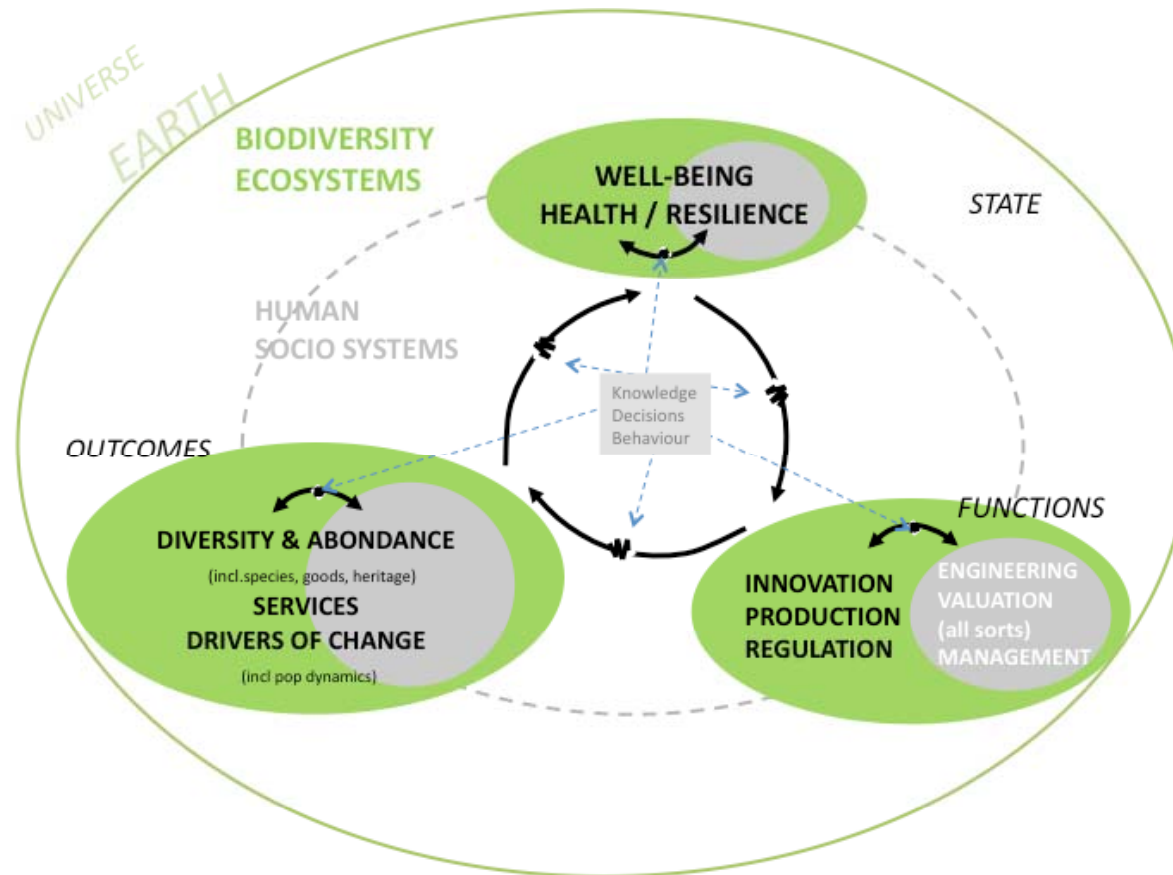 UNIVERSE
EARTH
BIODIVERSITY
ECOSYSTEMS
WELL-BEING
HEALTH / RESILIENCE
STATE
HUMAN
SOCIO SYSTEMS
Knowledge
Decisions
Behaviour
OUTCOMES
DIVERSITY & ABONDANCE
(incl.species, goods, heritage)
SERVICES
DRIVERS OF CHANGE
(incl pop dynamics)
FUNCTIONS
INNOVATION
PRODUCTION
REGULATION
ENGINEERING
VALUATION
(all sorts)
MANAGEMENT